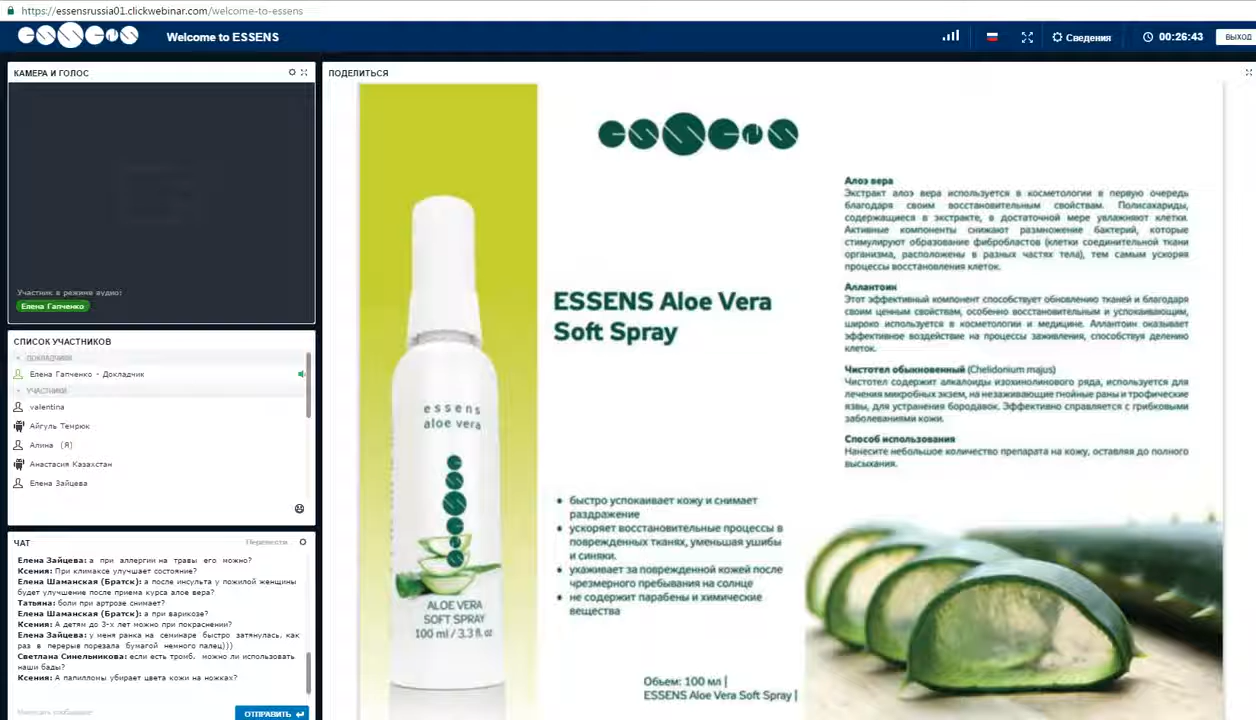 https://essensrussia01.clickwebinar.com/welcome-to-essens
essens
Welcome to ESSENS
Сведения
00:26:43
ВЫХОД
КАМЕРА И ГОЛОС
Участник в режиме аудио:
Елена Гапченко
СПИСОК УЧАСТНИКОВ
ДОКЛАДЧИКИ
Елена Гапченко - Докладчик
УЧАСТНИКИ
valentina
Айгуль Темрюк
Алина (Я)
Анастасия Казахстан
Елена Зайцева
ЧАТ
Перевести
Елена Зайцева: а при аллергии на травы его можно?
Ксения: При климаксе улучшает состояние?
Елена Шаманская (Братск): а после инсульта у пожилой женщины
будет улучшение после приема курса алое вера?
Татьяна: боли при артрозе снимает?
Елена Шаманская (Братск): а при варикозе?
Ксения: А детям до 3-х лет можно при покраснении?
Елена Зайцева: у меня ранка на семинаре быстро затянулась, как
раз в перерыв порезала бумагой немного палец)))
Светлана Синельникова: если есть тромб. можно ли использовать
наши бады?
Ксения: А папиллоны убирает цвета кожи на ножках?
Написать сообщение
ОТПРАВИТЬ
ПОДЕЛИТЬСЯ
essens
ESSENS Aloe Vera
Soft Spray
essens
aloe vera
ALOE VERA
SOFT SPRAY
100 ml / 3.3 fl. oz
быстро успокаивает кожу и снимает
раздражение
ускоряет восстановительные процессы в
поврежденных тканях, уменьшая ушибы
и синяки.
ухаживает за поврежденной кожей после
чрезмерного пребывания на солнце
не содержит парабены и химические
вещества
Объем: 100 мл |
ESSENS Aloe Vera Soft Spray |
Алоэ вера
Экстракт алоэ вера используется в косметологии в первую очередь
благодаря своим восстановительным свойствам. Полисахариды,
содержащиеся в экстракте, в достаточной мере увлажняют клетки.
Активные компоненты снижают размножение бактерий, которые
стимулируют образование фибробластов (клетки соединительной ткани
организма, расположены в разных частях тела), тем самым ускоряя
процессы восстановления клеток.
Аллантоин
Этот эффективный компонент способствует обновлению тканей и благодаря
своим ценным свойствам, особенно восстановительным и успокаивающим,
широко используется в косметологии и медицине. Аллантоин оказывает
эффективное воздействие на процессы заживления, способствуя делению
клеток.
Чистотел обыкновенный (Chelidonium majus)
Чистотел содержит алкалоиды изохинолинового ряда, используется для
лечения микробных экзем, на незаживающие гнойные раны и трофические
язвы, для устранения бородавок. Эффективно справляется с грибковыми
заболеваниями кожи.
Способ использования
Нанесите небольшое количество препарата на кожу, оставляя до полного
высыхания.